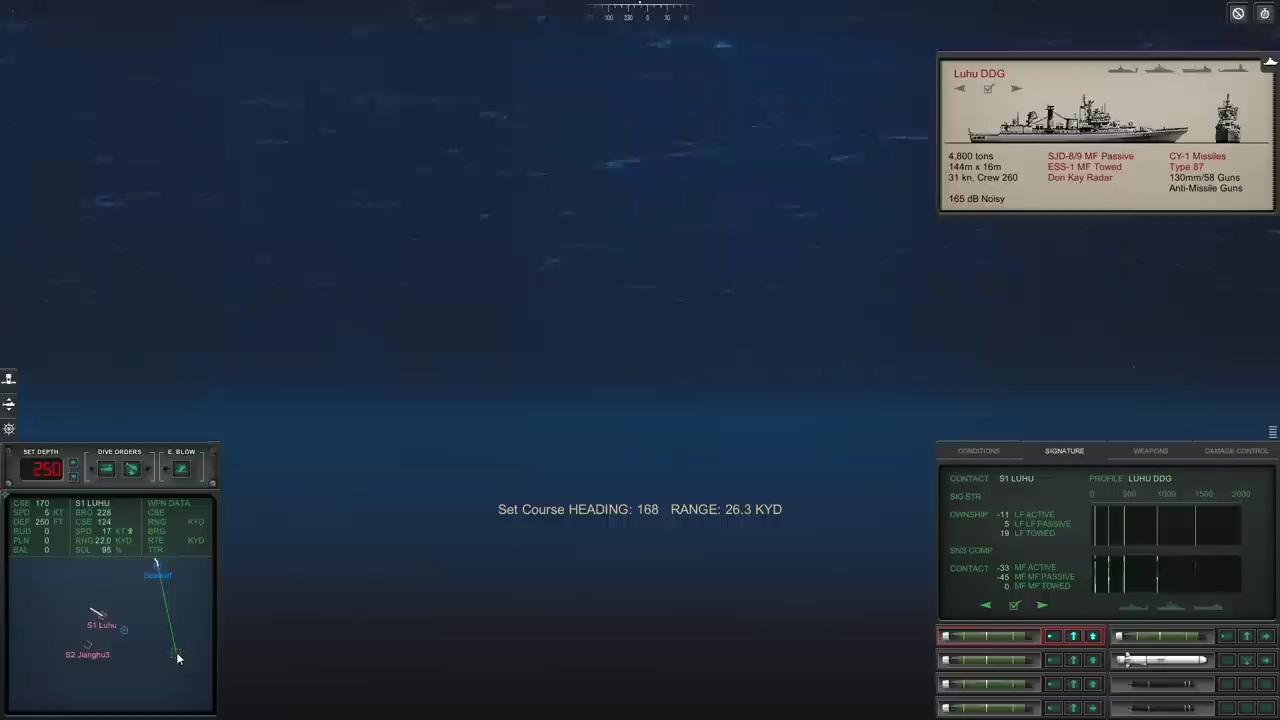 300 330 0 30
Luhu DDG
4,800 tons SJD-8/9 MF Passive CY-1 Missiles
144m x 16m ESS-1 MF Towed Type 87
31 kn, Crew 260 Don Kay Radar 130mm/58 Guns
Anti-Missile Guns
165 dB Noisy
SET DEPTH DIVE ORDERS E. BLOW
250
CSE 170 S1 LUHU WPN DATA
SPD 5 KT BRG 228 CSE
DEP 250 FT CSE 124 RNG KYD
RUD 0 SPD 17 KT BRG
PLN 0 RNG 22.0 KYD RTE KYD
BAL 0 SOL 95 % TTR
Seawolf
S1 Luhu
S2 Jianghu3
Set Course HEADING: 168 RANGE: 26.3 KYD
CONDITIONS SIGNATURE WEAPONS DAMAGE CONTROL
CONTACT S1 LUHU PROFILE LUHU DDG
SIG STR 0 500 1000 1500 2000
OWNSHIP -11 LF ACTIVE
5 LF LF PASSIVE
19 LF TOWED
SNS COMP
CONTACT -33 MF ACTIVE
-45 MF MF PASSIVE
0 MF MF TOWED